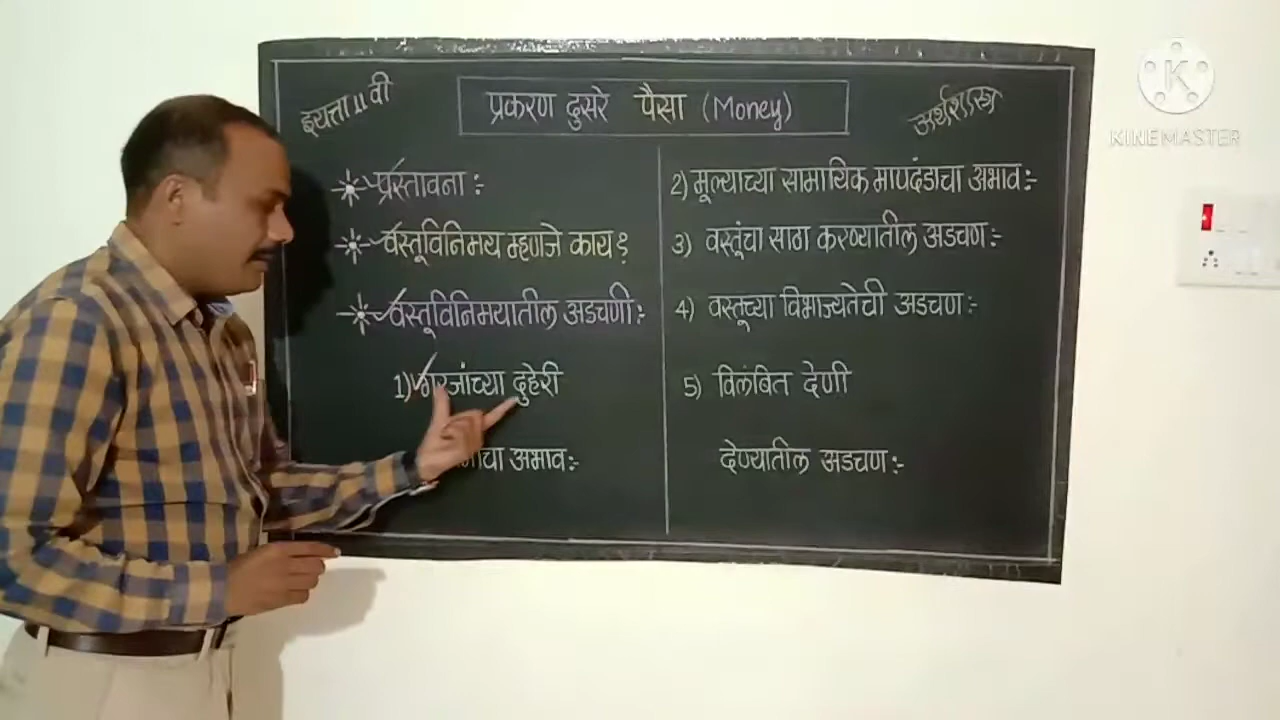 इयत्ता 11 वी
प्रकरण दुसरे पैसा (Money)
अर्थशास्त्र
प्रस्तावना :-
वस्तूविनिमय म्हणजे काय ?
वस्तूविनिमयातील अडचणी :-
1) गरजांच्या दुहेरी
अभाव :-
2) मूल्याच्या सामायिक मापदंडाचा अभाव :-
3) वस्तूंचा साठा करण्यातील अडचण :-
4) वस्तूच्या विभाज्यतेची अडचण :-
5) विलंबित देणी
देण्यातील अडचण :-
K
KINEMASTER